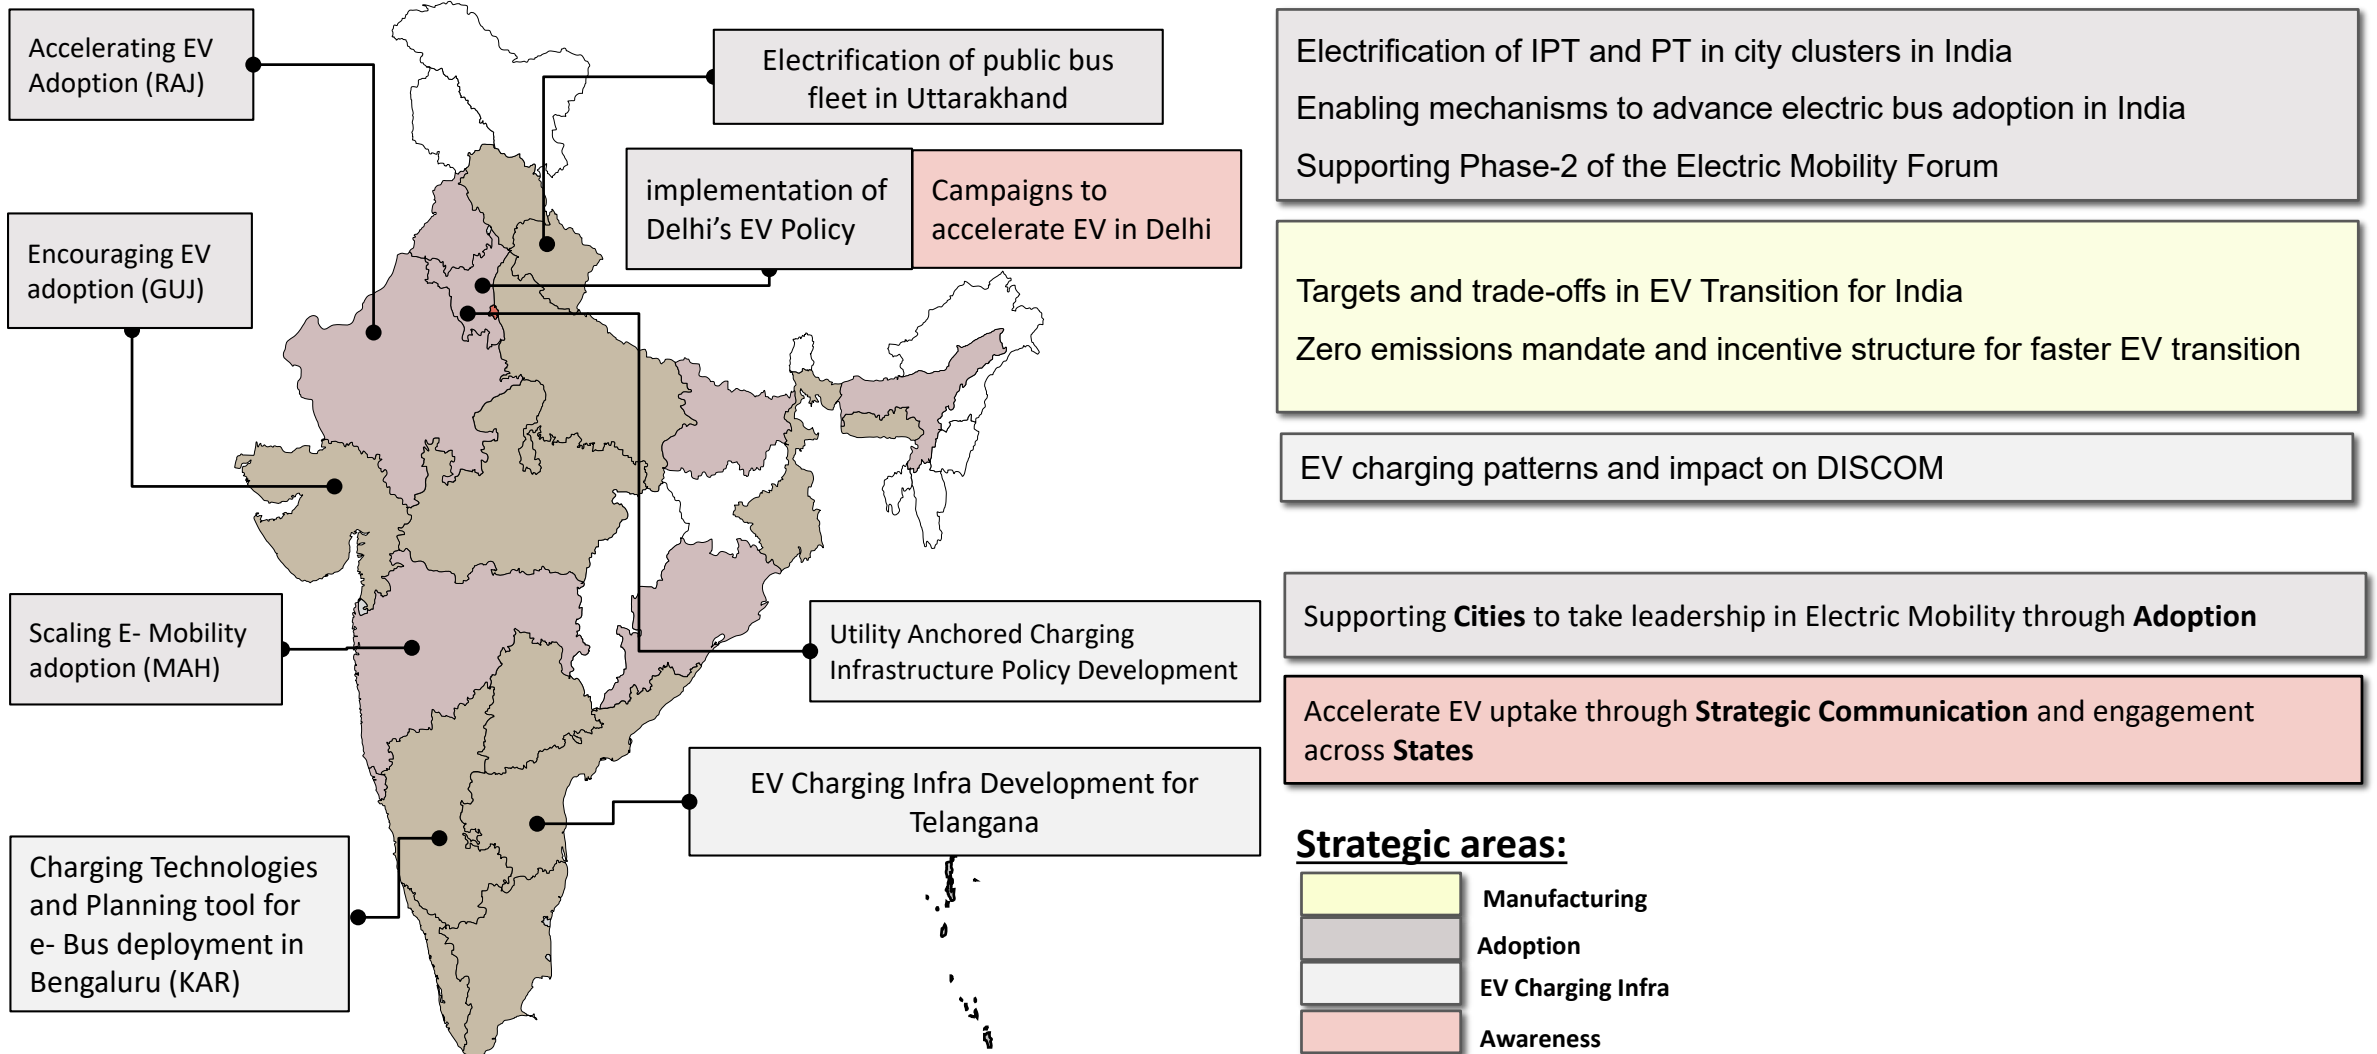 Accelerating EV
Adoption (RAJ)
Encouraging EV
adoption (GUJ)
Scaling E- Mobility
adoption (MAH)
Charging Technologies
and Planning tool for
e- Bus deployment in
Bengaluru (KAR)
Electrification of public bus
fleet in Uttarakhand
implementation of
Delhi’s EV Policy
Campaigns to
accelerate EV in Delhi
Utility Anchored Charging
Infrastructure Policy Development
EV Charging Infra Development for
Telangana
Electrification of IPT and PT in city clusters in India
Enabling mechanisms to advance electric bus adoption in India
Supporting Phase-2 of the Electric Mobility Forum
Targets and trade-offs in EV Transition for India
Zero emissions mandate and incentive structure for faster EV transition
EV charging patterns and impact on DISCOM
Supporting Cities to take leadership in Electric Mobility through Adoption
Accelerate EV uptake through Strategic Communication and engagement
across States
Strategic areas:
Manufacturing
Adoption
EV Charging Infra
Awareness